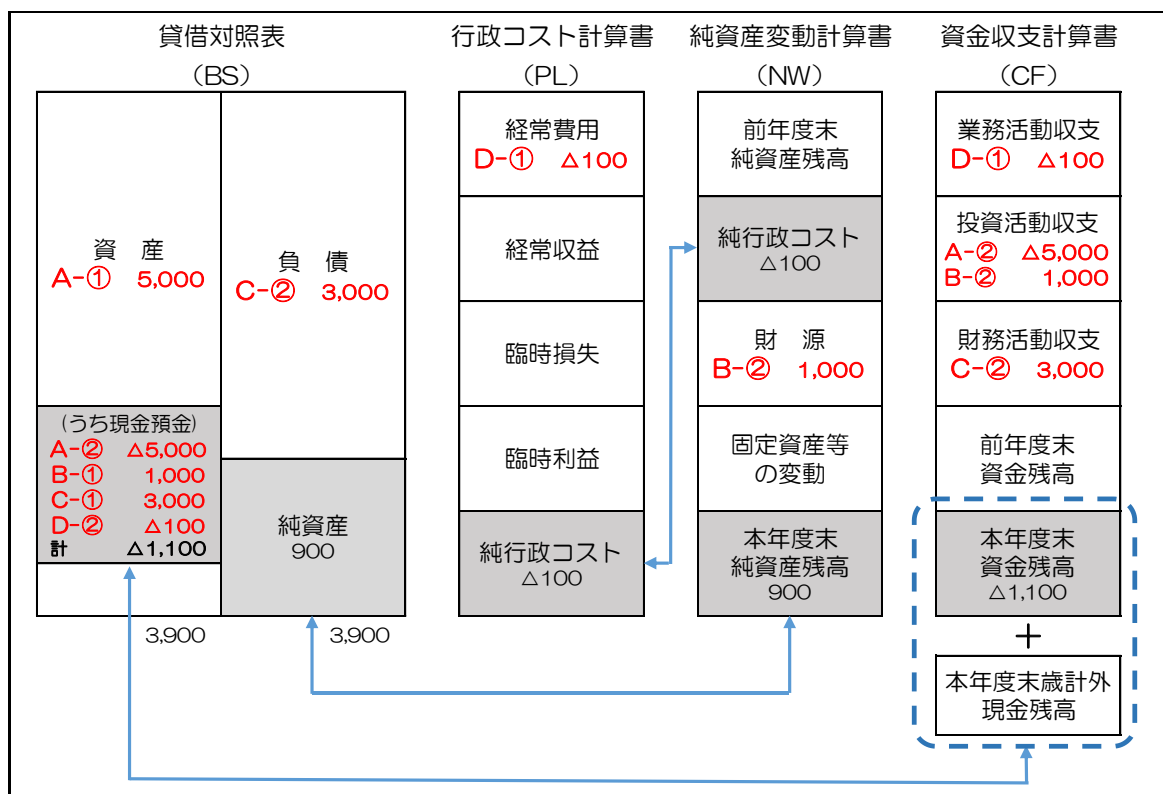 貸借対照表
（BS）
資　産
A-① 5,000
(うち現金預金)
A-② △5,000
B-① 1,000
C-① 3,000
D-② △100
計 △1,100
3,900
負　債
C-② 3,000
純資産
900
3,900
行政コスト計算書
（PL）
経常費用
D-① △100
経常収益
臨時損失
臨時利益
純行政コスト
△100
純資産変動計算書
（NW）
前年度末
純資産残高
純行政コスト
△100
財　源
B-② 1,000
固定資産等
の変動
本年度末
純資産残高
900
資金収支計算書
（CF）
業務活動収支
D-① △100
投資活動収支
A-② △5,000
B-② 1,000
財務活動収支
C-② 3,000
前年度末
資金残高
本年度末
資金残高
△1,100
＋
本年度末歳計外
現金残高